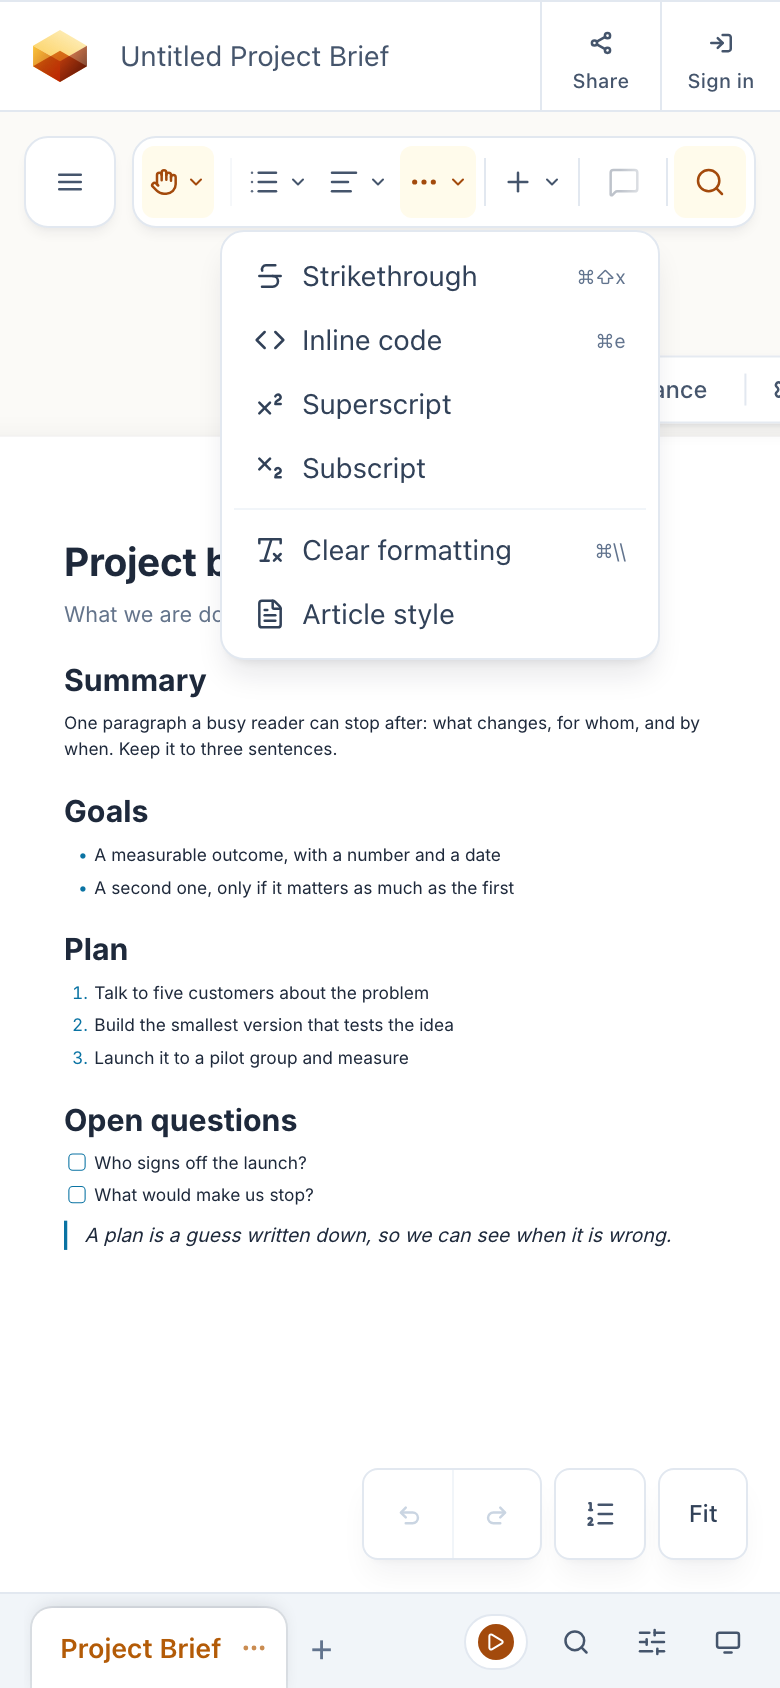 Untitled Project Brief
Share
Sign in
Strikethrough ⌘⇧x
Inline code ⌘e
Superscript
Subscript
Clear formatting ⌘\\
Article style
ance
Project b
What we are do
Summary
One paragraph a busy reader can stop after: what changes, for whom, and by
when. Keep it to three sentences.
Goals
• A measurable outcome, with a number and a date
• A second one, only if it matters as much as the first
Plan
1. Talk to five customers about the problem
2. Build the smallest version that tests the idea
3. Launch it to a pilot group and measure
Open questions
Who signs off the launch?
What would make us stop?
A plan is a guess written down, so we can see when it is wrong.
Fit
Project Brief